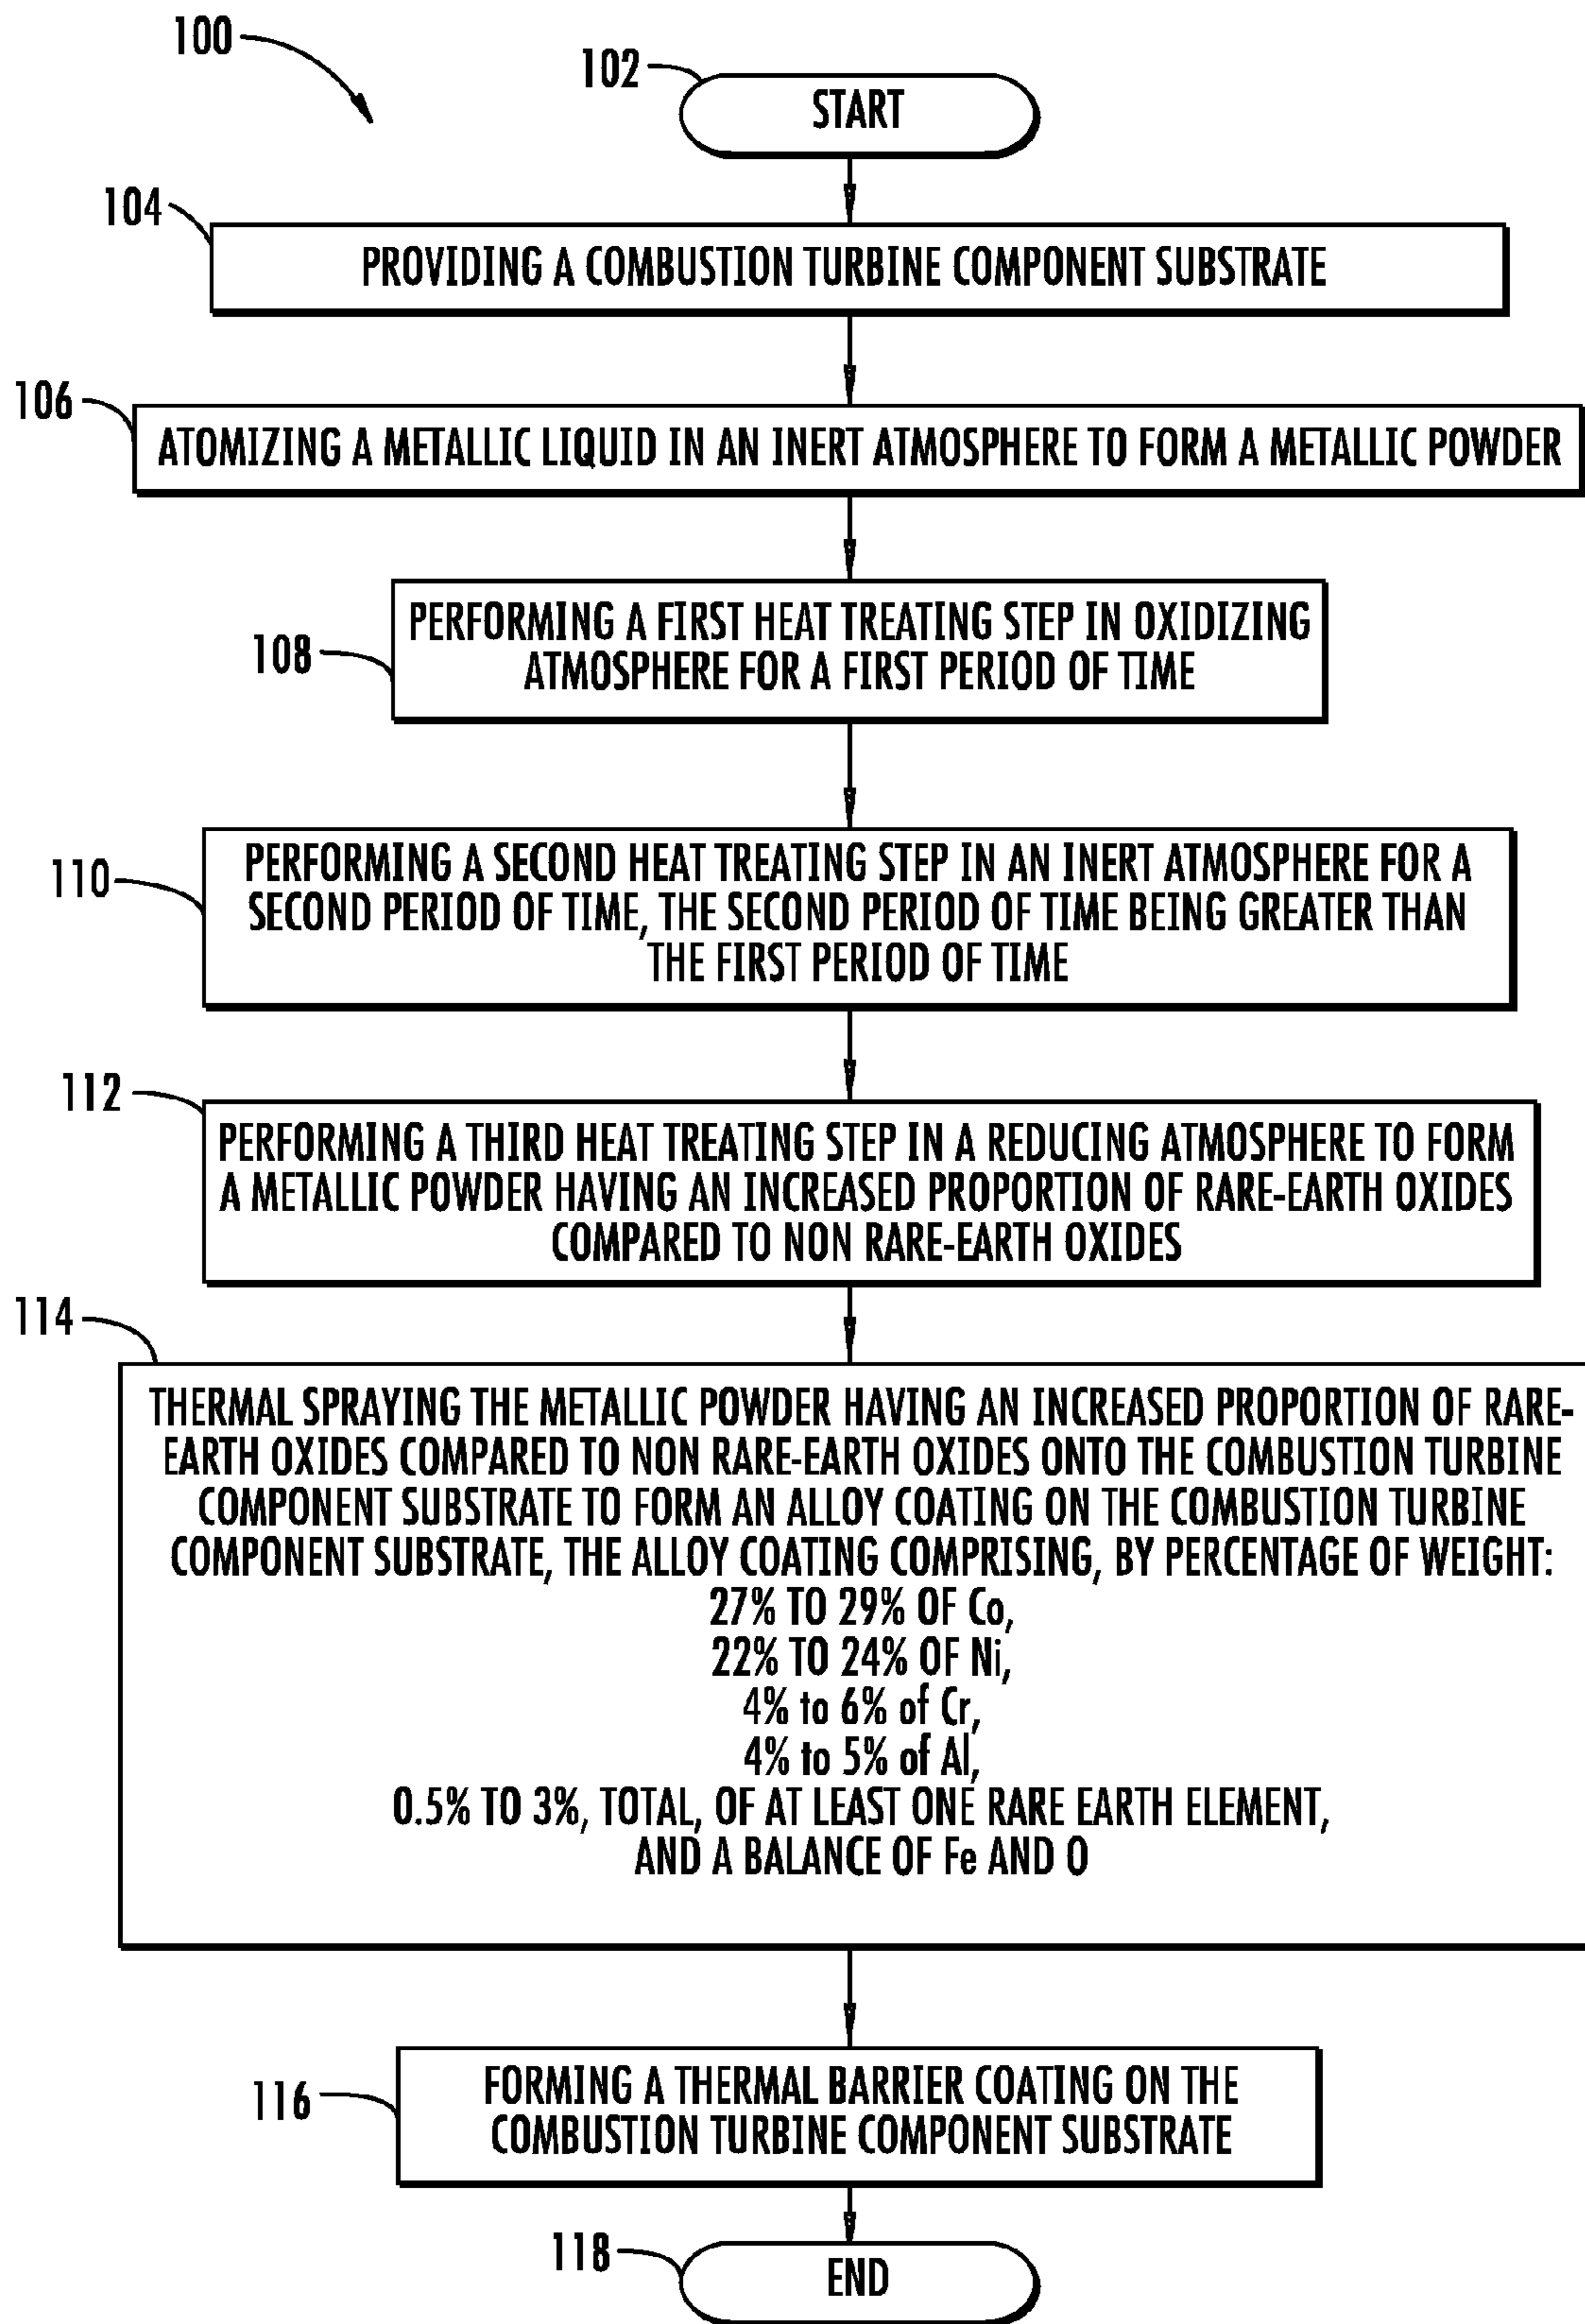 100
102
START
104
PROVIDING A COMBUSTION TURBINE COMPONENT SUBSTRATE
106
ATOMIZING A METALLIC LIQUID IN AN INERT ATMOSPHERE TO FORM A METALLIC POWDER
108
PERFORMING A FIRST HEAT TREATING STEP IN OXIDIZING
ATMOSPHERE FOR A FIRST PERIOD OF TIME
110
PERFORMING A SECOND HEAT TREATING STEP IN AN INERT ATMOSPHERE FOR A
SECOND PERIOD OF TIME, THE SECOND PERIOD OF TIME BEING GREATER THAN
THE FIRST PERIOD OF TIME
112
PERFORMING A THIRD HEAT TREATING STEP IN A REDUCING ATMOSPHERE TO FORM
A METALLIC POWDER HAVING AN INCREASED PROPORTION OF RARE-EARTH OXIDES
COMPARED TO NON RARE-EARTH OXIDES
114
THERMAL SPRAYING THE METALLIC POWDER HAVING AN INCREASED PROPORTION OF RARE-
EARTH OXIDES COMPARED TO NON RARE-EARTH OXIDES ONTO THE COMBUSTION TURBINE
COMPONENT SUBSTRATE TO FORM AN ALLOY COATING ON THE COMBUSTION TURBINE
COMPONENT SUBSTRATE, THE ALLOY COATING COMPRISING, BY PERCENTAGE OF WEIGHT:
27% TO 29% OF Co,
22% TO 24% OF Ni,
4% to 6% of Cr,
4% to 5% of Al,
0.5% TO 3%, TOTAL, OF AT LEAST ONE RARE EARTH ELEMENT,
AND A BALANCE OF Fe AND O
116
FORMING A THERMAL BARRIER COATING ON THE
COMBUSTION TURBINE COMPONENT SUBSTRATE
118
END